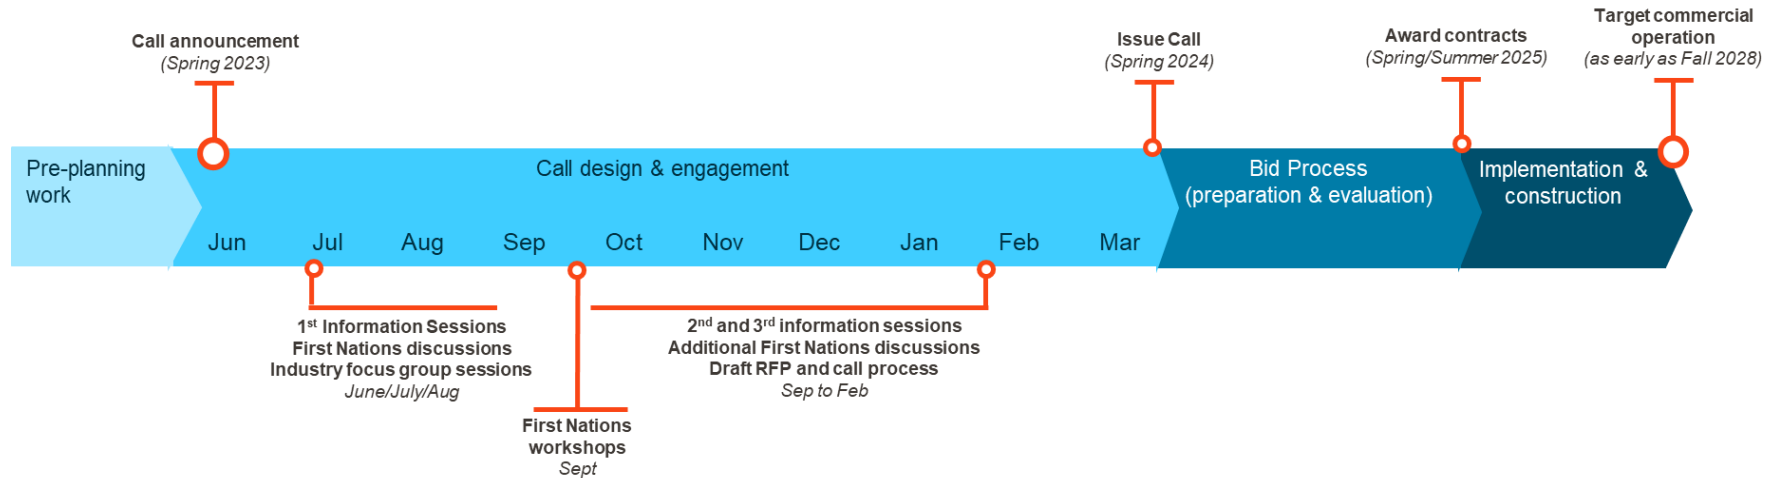 Call announcement
(Spring 2023)
Issue Call
(Spring 2024)
Award contracts
(Spring/Summer 2025)
Target commercial
operation
(as early as Fall 2028)
Pre-planning
work
Call design & engagement
Bid Process
(preparation & evaluation)
Implementation &
construction
Jun Jul Aug Sep Oct Nov Dec Jan Feb Mar
1st Information Sessions
First Nations discussions
Industry focus group sessions
June/July/Aug
2nd and 3rd information sessions
Additional First Nations discussions
Draft RFP and call process
Sep to Feb
First Nations
workshops
Sept